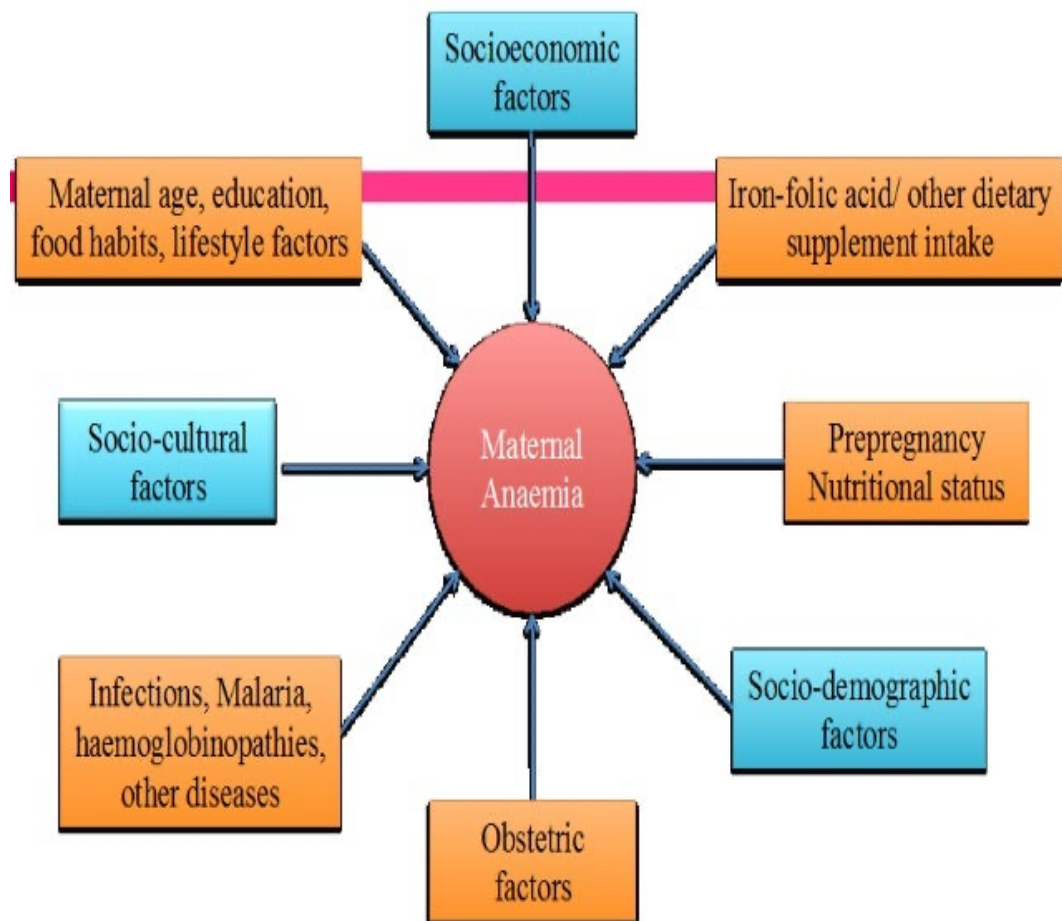 Socioeconomic
factors
Maternal age, education,
food habits, lifestyle factors
Iron-folic acid/ other dietary
supplement intake
Socio-cultural
factors
Maternal
Anaemia
Prepregnancy
Nutritional status
Infections, Malaria,
haemoglobinopathies,
other diseases
Socio-demographic
factors
Obstetric
factors